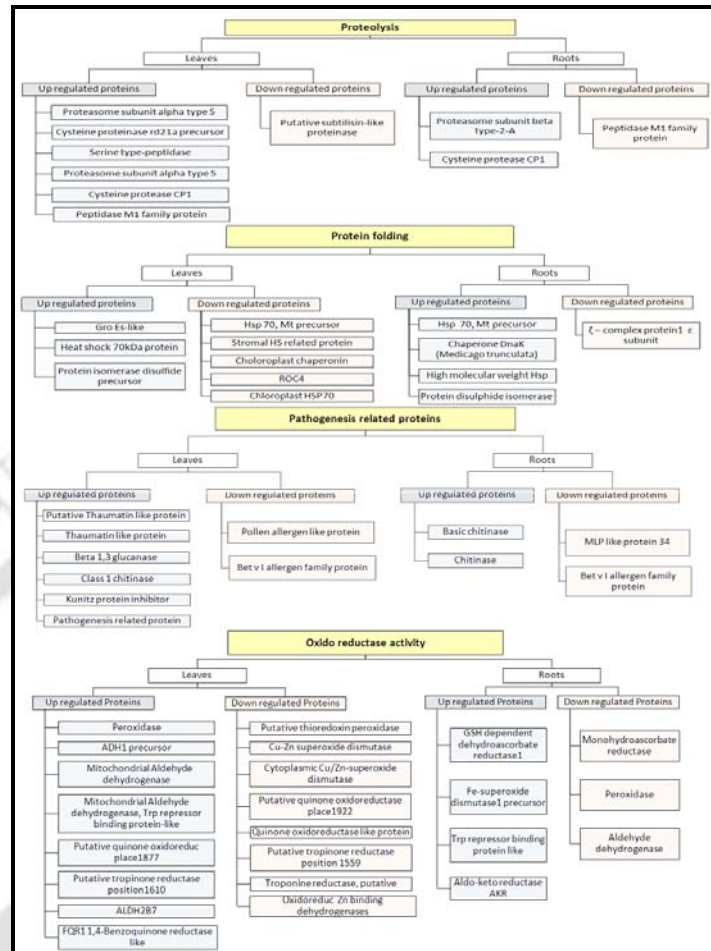 Proteolysis
Leaves
Roots
Up regulated proteins
Down regulated proteins
Up regulated proteins
Down regulated proteins
Proteasome subunit alpha type 5
Cysteine proteinase rd21a precursor
Serine type-peptidase
Proteasome subunit alpha type 5
Cysteine protease CP1
Peptidase M1 family protein
Putative subtilisin-like
proteinase
Proteasome subunit beta
type-2-A
Cysteine protease CP1
Peptidase M1 family
protein
Protein folding
Leaves
Roots
Up regulated proteins
Down regulated proteins
Up regulated proteins
Down regulated proteins
Gro Es-like
Heat shock 70kDa protein
Protein isomerase disulfide
precursor
Hsp 70, Mt precursor
Stromal HS related protein
Choloroplast chaperonin
ROC4
Chloroplast HSP70
Hsp 70, Mt precursor
Chaperone DnaK
(Medicago trunculata)
High molecular weight Hsp
Protein disulphide isomerase
ζ – complex protein1 ε
subunit
Pathogenesis related proteins
Leaves
Roots
Up regulated proteins
Down regulated proteins
Up regulated proteins
Down regulated proteins
Putative Thaumatin like protein
Thaumatin like protein
Beta 1,3 glucanase
Class 1 chitinase
Kunitz protein inhibitor
Pathogenesis related protein
Pollen allergen like protein
Bet v I allergen family protein
Basic chitinase
Chitinase
MLP like protein 34
Bet v I allergen family
protein
Oxido reductase activity
Leaves
Roots
Up regulated Proteins
Down regulated Proteins
Up regulated Proteins
Down regulated Proteins
Peroxidase
ADH1 precursor
Mitochondrial Aldehyde
dehydrogenase
Mitochondrial Aldehyde
dehydrogenase, Trp repressor
binding protein-like
Putative quinone oxidoreduc
place1877
Putative tropinone reductase
position1610
ALDH2B7
FQR1 1,4-Benzoquinone reductase
like
Putative thioredoxin peroxidase
Cu-Zn superoxide dismutase
Cytoplasmic Cu/Zn-superoxide
dismutase
Putative quinone oxidoreductase
place1922
Quinone oxidoreductase like protein
Putative tropinone reductase
position 1559
Troponine reductase, putative
Oxidoreduc Zn binding
dehydrogenases
GSH dependent
dehydroascorbate
reductase1
Fe-superoxide
dismutase1 precursor
Trp repressor binding
protein like
Aldo-keto reductase
AKR
Monohydroascorbate
reductase
Peroxidase
Aldehyde
dehydrogenase